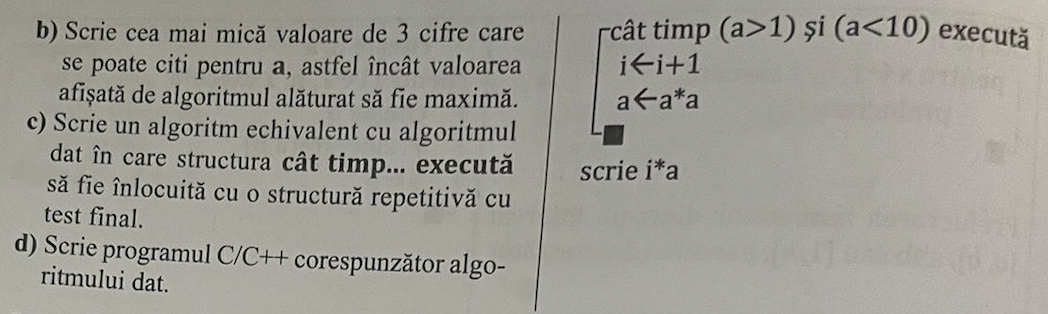 b) Scrie cea mai mică valoare de 3 cifre care
se poate citi pentru a, astfel încât valoarea
afișată de algoritmul alăturat să fie maximă.
c) Scrie un algoritm echivalent cu algoritmul
dat în care structura cât timp... execută
să fie înlocuită cu o structură repetitivă cu
test final.
d) Scrie programul C/C++ corespunzător algo-
ritmului dat.
cât timp (a>1) și (a<10) execută
i←i+1
a←a*a
scrie i*a